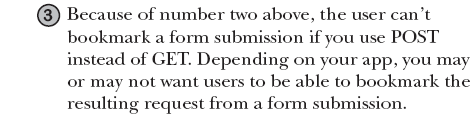 3 Because of number two above, the user can't
bookmark a form submission if you use POST
instead of GET. Depending on your app, you may
or may not want users to be able to bookmark the
resulting request from a form submission.